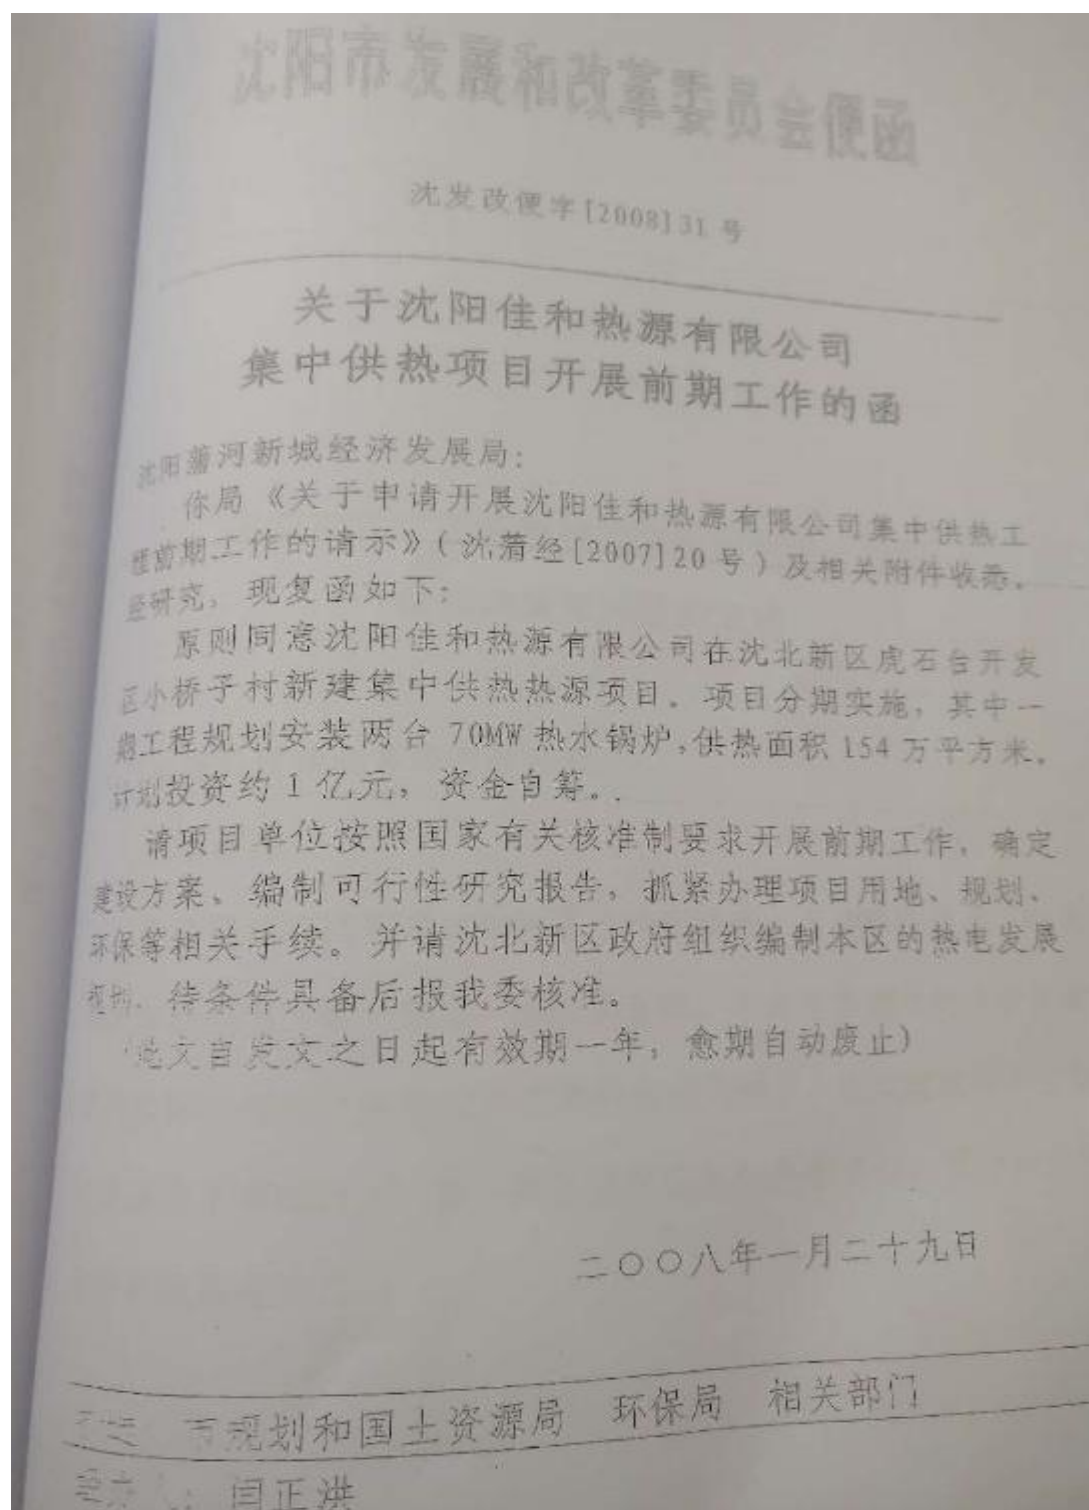 沈阳市发展和改革委员会便函
沈发改便字[2008]31号
关于沈阳佳和热源有限公司
集中供热项目开展前期工作的函
沈阳蒲河新城经济发展局:
你局《关于申请开展沈阳佳和热源有限公司集中供热工
程前期工作的请示》(沈蒲经[2007]20号)及相关附件收悉。
经研究,现复函如下:
原则同意沈阳佳和热源有限公司在沈北新区虎石台开发
区小桥子村新建集中供热热源项目。项目分期实施,其中一
期工程规划安装两台70MW热水锅炉,供热面积154万平方米。
计划投资约1亿元,资金自筹。
请项目单位按照国家有关核准制要求开展前期工作,确定
建设方案、编制可行性研究报告,抓紧办理项目用地、规划、
环保等相关手续。并请沈北新区政府组织编制本区的热电发展
规划,待条件具备后报我委核准。
(此文自发文之日起有效期一年,愈期自动废止)
二〇〇八年一月二十九日
市规划和国土资源局 环保局 相关部门
闫正洪